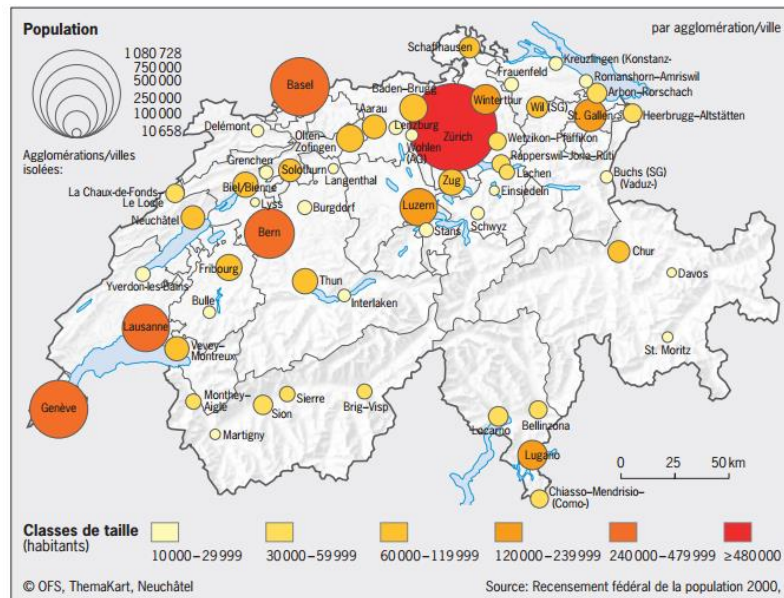 Population
par agglomération/ville
1 080 728
750 000
500 000
250 000
100 000
10 658
Agglomérations/villes
isolées:
Schaffhausen
Kreuzlingen (Konstanz-
Frauenfeld
Romanshorn–Amriswil
Arbon–Rorschach
Basel
Baden–Brugg
Winterthur
Wil (SG)
St. Gallen
Heerbrugg–Altstätten
Aarau
Lenzburg
Zürich
Delémont
Olten–
Zofingen
Wohlen
(AG)
Wetzikon–Pfäffikon
Grenchen
Solothurn
Rapperswil–Jona–Rüti
La Chaux-de-Fonds–
Le Locle
Biel/Bienne
Langenthal
Zug
Lachen
Buchs (SG)
(Vaduz-)
Lyss
Burgdorf
Einsiedeln
Neuchâtel
Luzern
Schwyz
Bern
Stans
Fribourg
Chur
Yverdon-les-Bains
Thun
Davos
Bulle
Interlaken
Lausanne
St. Moritz
Vevey–
Montreux
Genève
Monthey–
Aigle
Sierre
Brig–Visp
Sion
Bellinzona
Locarno
Martigny
Lugano
0 25 50 km
Chiasso–Mendrisio–
(Como-)
Classes de taille
(habitants)
10 000–29 999
30 000–59 999
60 000–119 999
120 000–239 999
240 000–479 999
≥480 000
© OFS, ThemaKart, Neuchâtel
Source: Recensement fédéral de la population 2000,